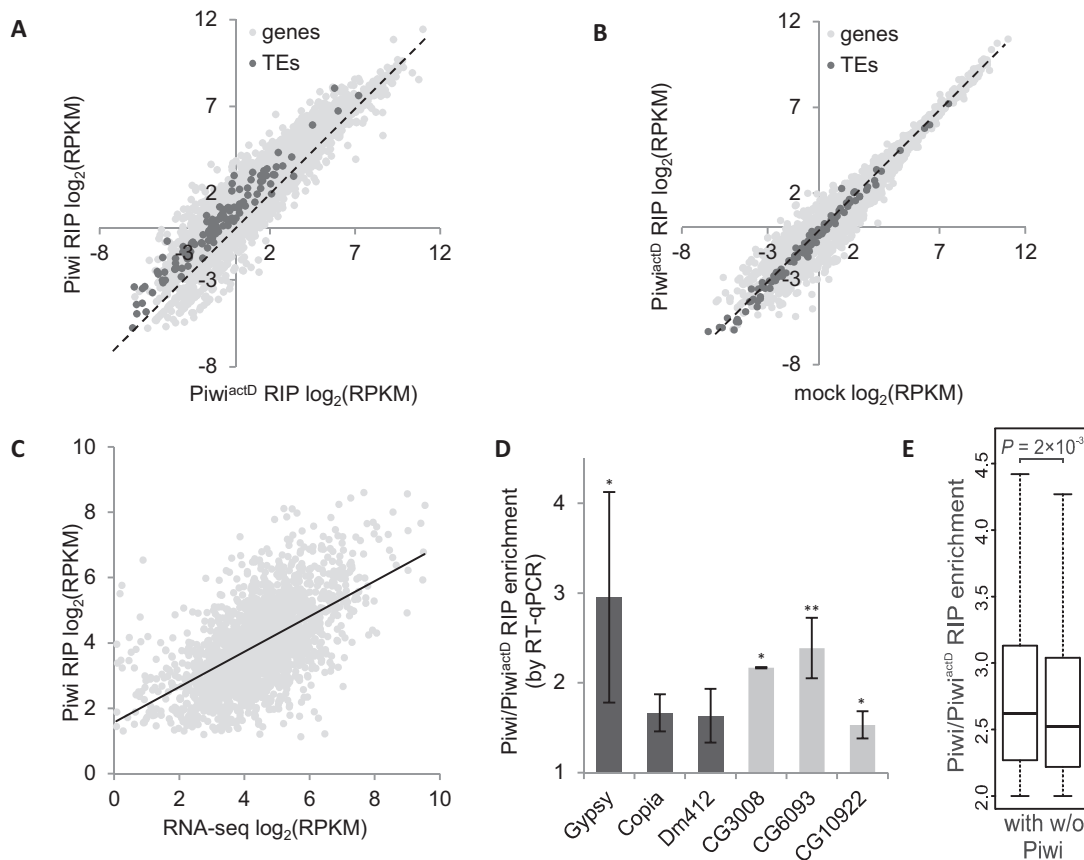 A
12
genes
TEs
7
2
-8
-3
2
7
12
-3
-8
Piwi RIP log₂(RPKM)
Piwiᵃᶜᵗᴰ RIP log₂(RPKM)
B
12
genes
TEs
7
2
-8
-3
2
7
12
-3
-8
Piwiᵃᶜᵗᴰ RIP log₂(RPKM)
mock log₂(RPKM)
C
10
8
6
4
2
0
0 2 4 6 8 10
Piwi RIP log₂(RPKM)
RNA-seq log₂(RPKM)
D
4
3
2
1
*
*
**
*
Piwi/Piwiᵃᶜᵗᴰ RIP enrichment
(by RT-qPCR)
Gypsy
Copia
Dm412
CG3008
CG6093
CG10922
E
P = 2×10⁻³
4.5
4.0
3.5
3.0
2.5
2.0
Piwi/Piwiᵃᶜᵗᴰ RIP enrichment
with w/o
Piwi